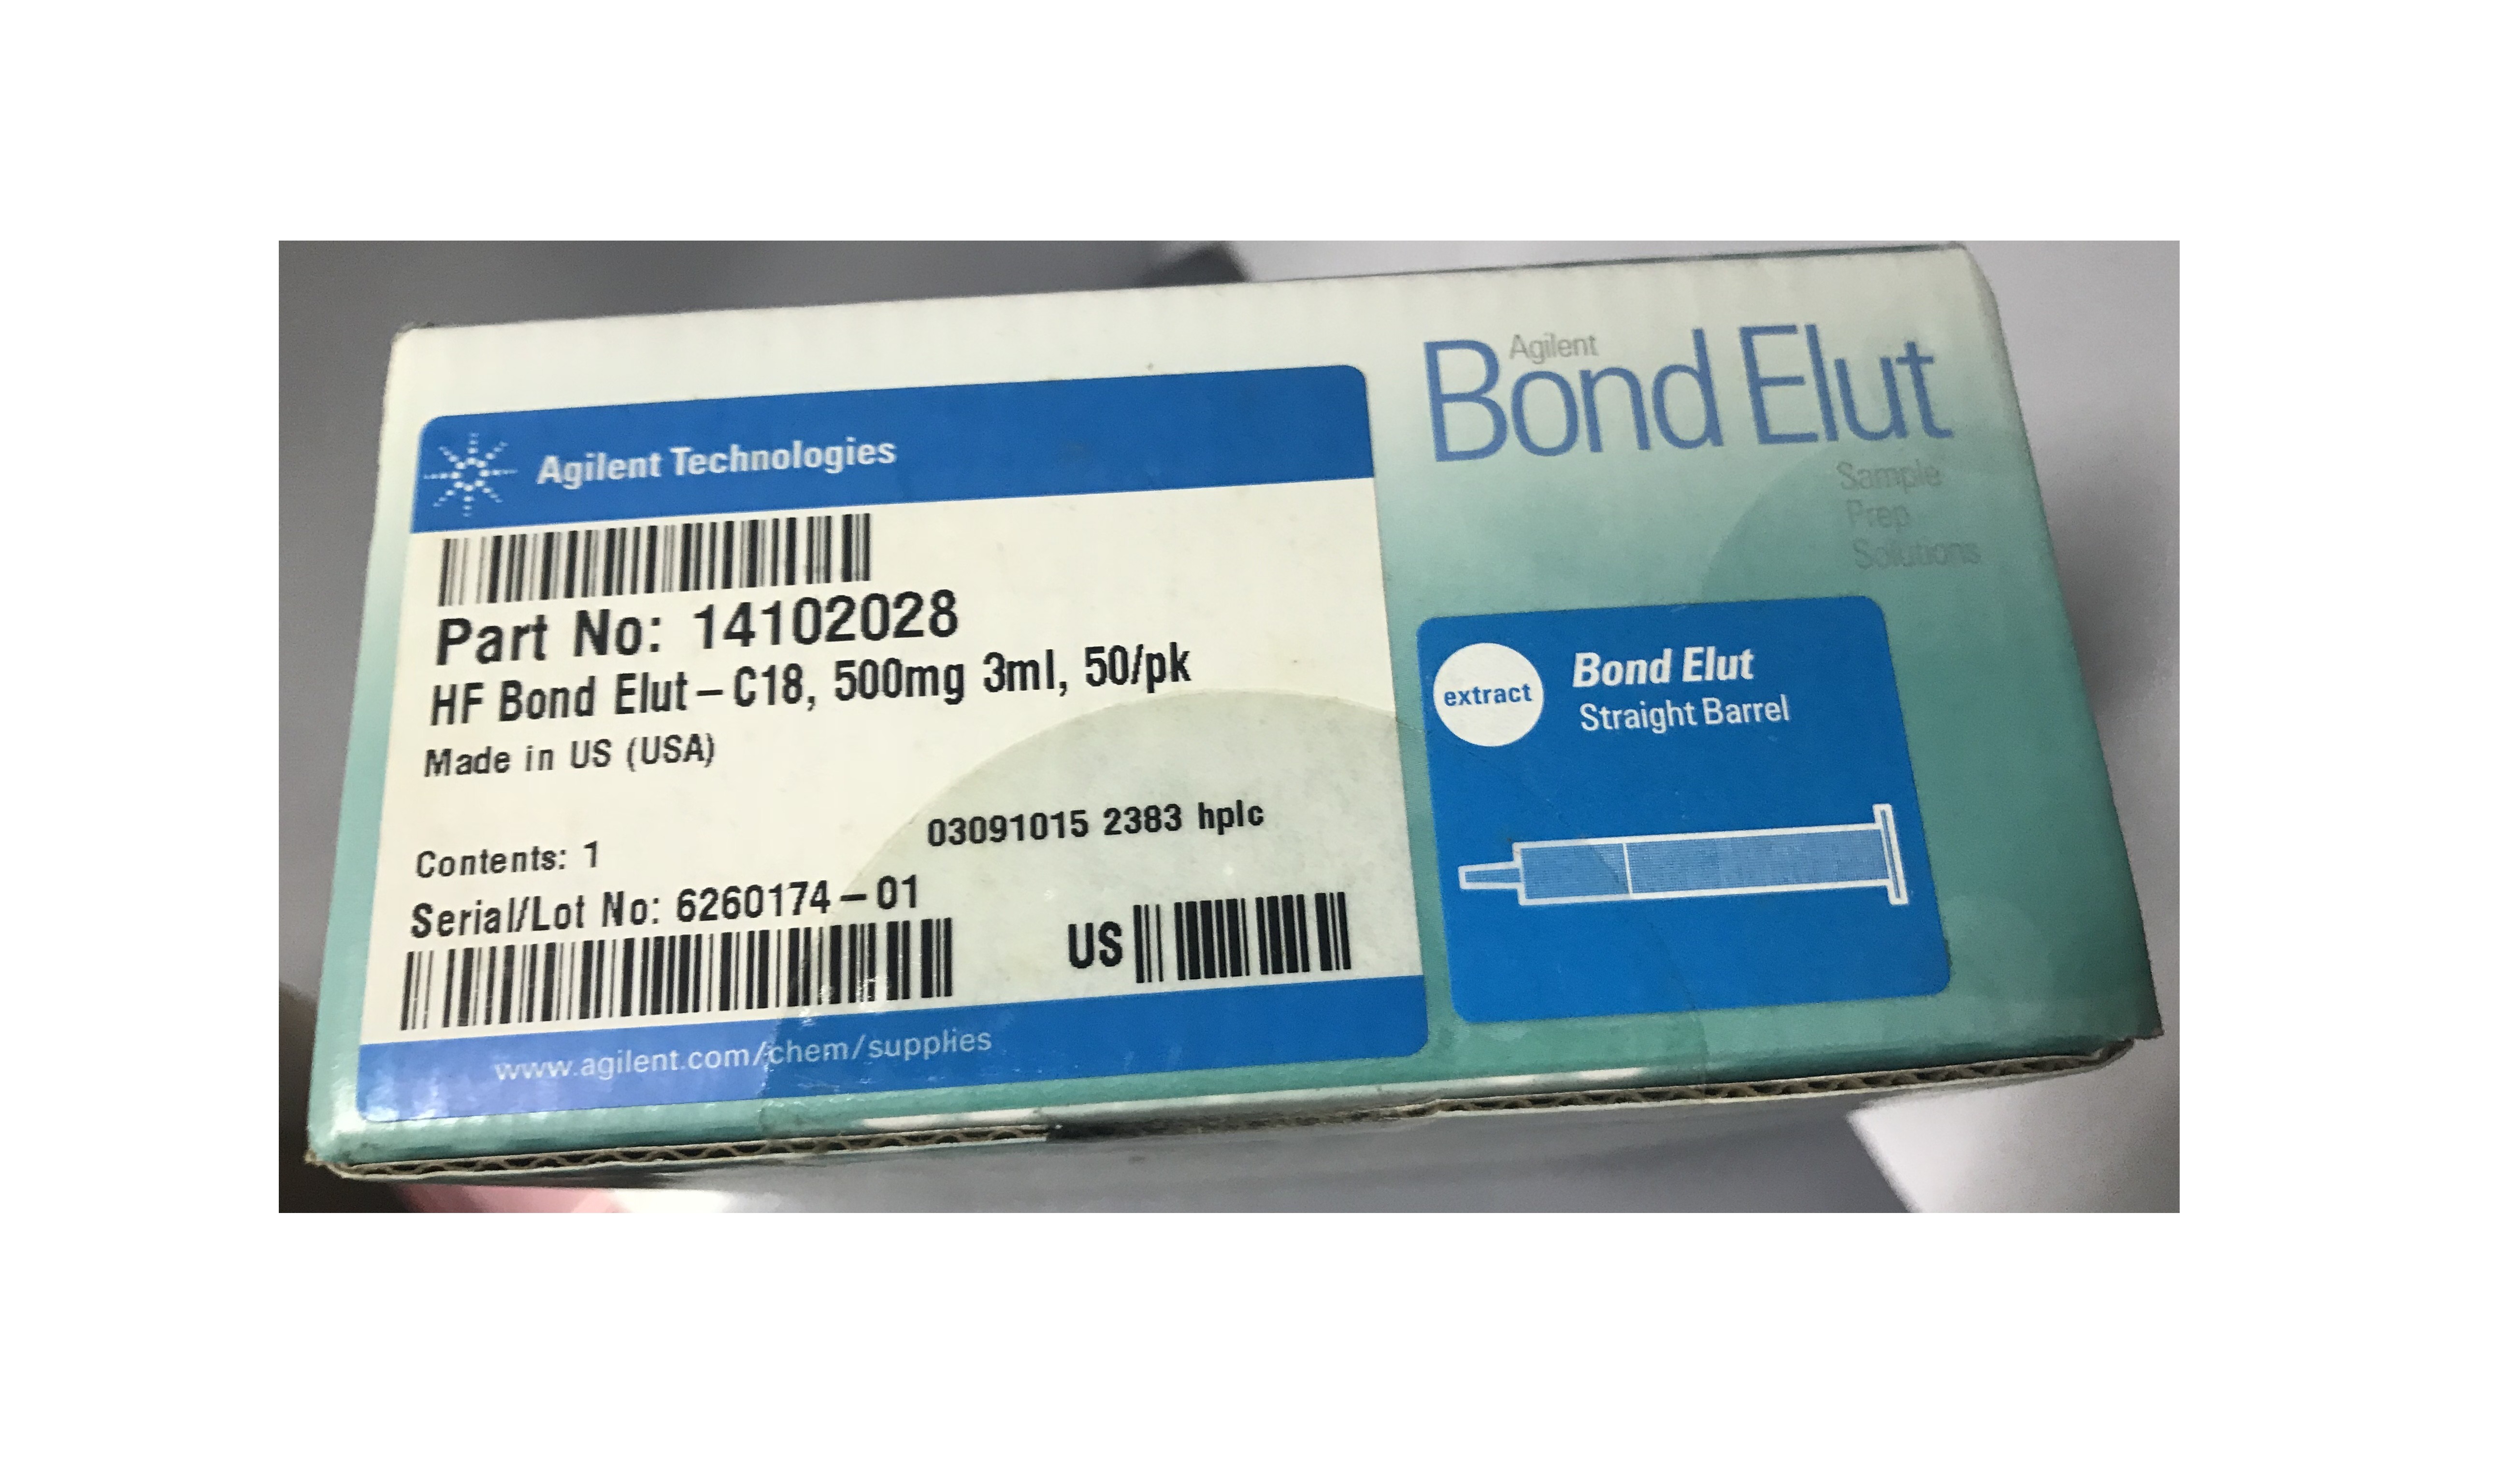 Agilent Technologies
Part No: 14102028
HF Bond Elut-C18, 500mg 3ml, 50/pk
Made in US (USA)
03091015 2383 hplc
Contents: 1
Serial/Lot No: 6260174-01
US
www.agilent.com/chem/supplies
Agilent
Bond Elut
Sample
Prep
Solutions
extract
Bond Elut
Straight Barrel